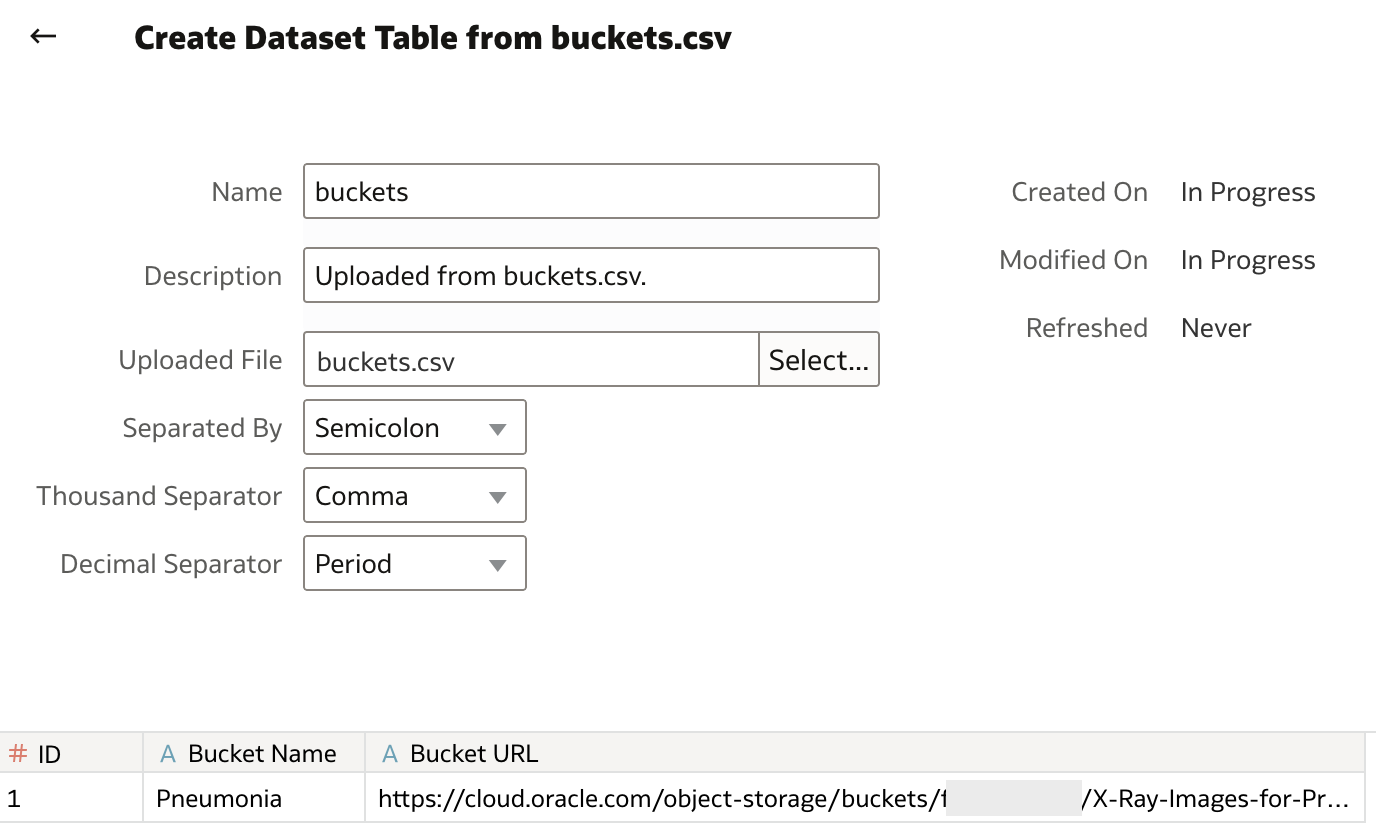 ← Create Dataset Table from buckets.csv
Name buckets
Created On In Progress
Description Uploaded from buckets.csv.
Modified On In Progress
Uploaded File buckets.csv Select...
Refreshed Never
Separated By Semicolon
Thousand Separator Comma
Decimal Separator Period
# ID A Bucket Name A Bucket URL
1 Pneumonia https://cloud.oracle.com/object-storage/buckets/f /X-Ray-Images-for-Pr...